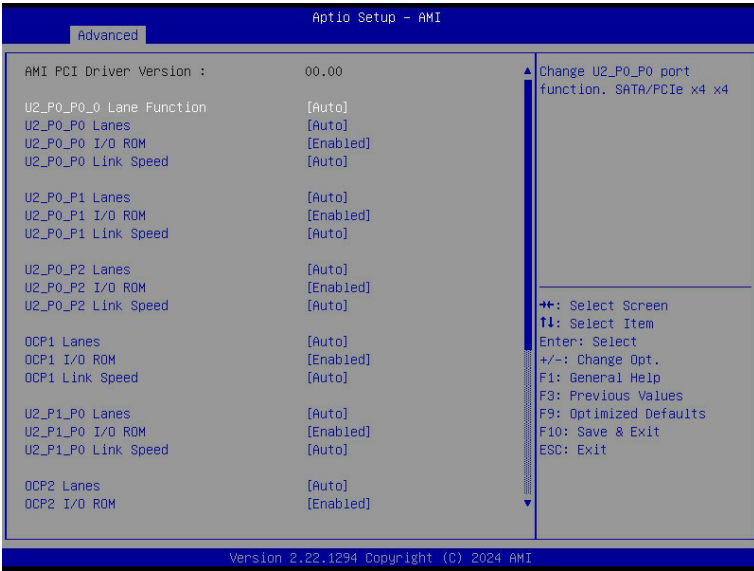 Aptio Setup – AMI
Advanced
AMI PCI Driver Version : 00.00
U2_P0_P0_0 Lane Function [Auto]
U2_P0_P0 Lanes [Auto]
U2_P0_P0 I/O ROM [Enabled]
U2_P0_P0 Link Speed [Auto]
U2_P0_P1 Lanes [Auto]
U2_P0_P1 I/O ROM [Enabled]
U2_P0_P1 Link Speed [Auto]
U2_P0_P2 Lanes [Auto]
U2_P0_P2 I/O ROM [Enabled]
U2_P0_P2 Link Speed [Auto]
OCP1 Lanes [Auto]
OCP1 I/O ROM [Enabled]
OCP1 Link Speed [Auto]
U2_P1_P0 Lanes [Auto]
U2_P1_P0 I/O ROM [Enabled]
U2_P1_P0 Link Speed [Auto]
OCP2 Lanes [Auto]
OCP2 I/O ROM [Enabled]
Change U2_P0_P0 port
function. SATA/PCIe x4 x4
→←: Select Screen
↑↓: Select Item
Enter: Select
+/-: Change Opt.
F1: General Help
F3: Previous Values
F9: Optimized Defaults
F10: Save & Exit
ESC: Exit
Version 2.22.1294 Copyright (C) 2024 AMI